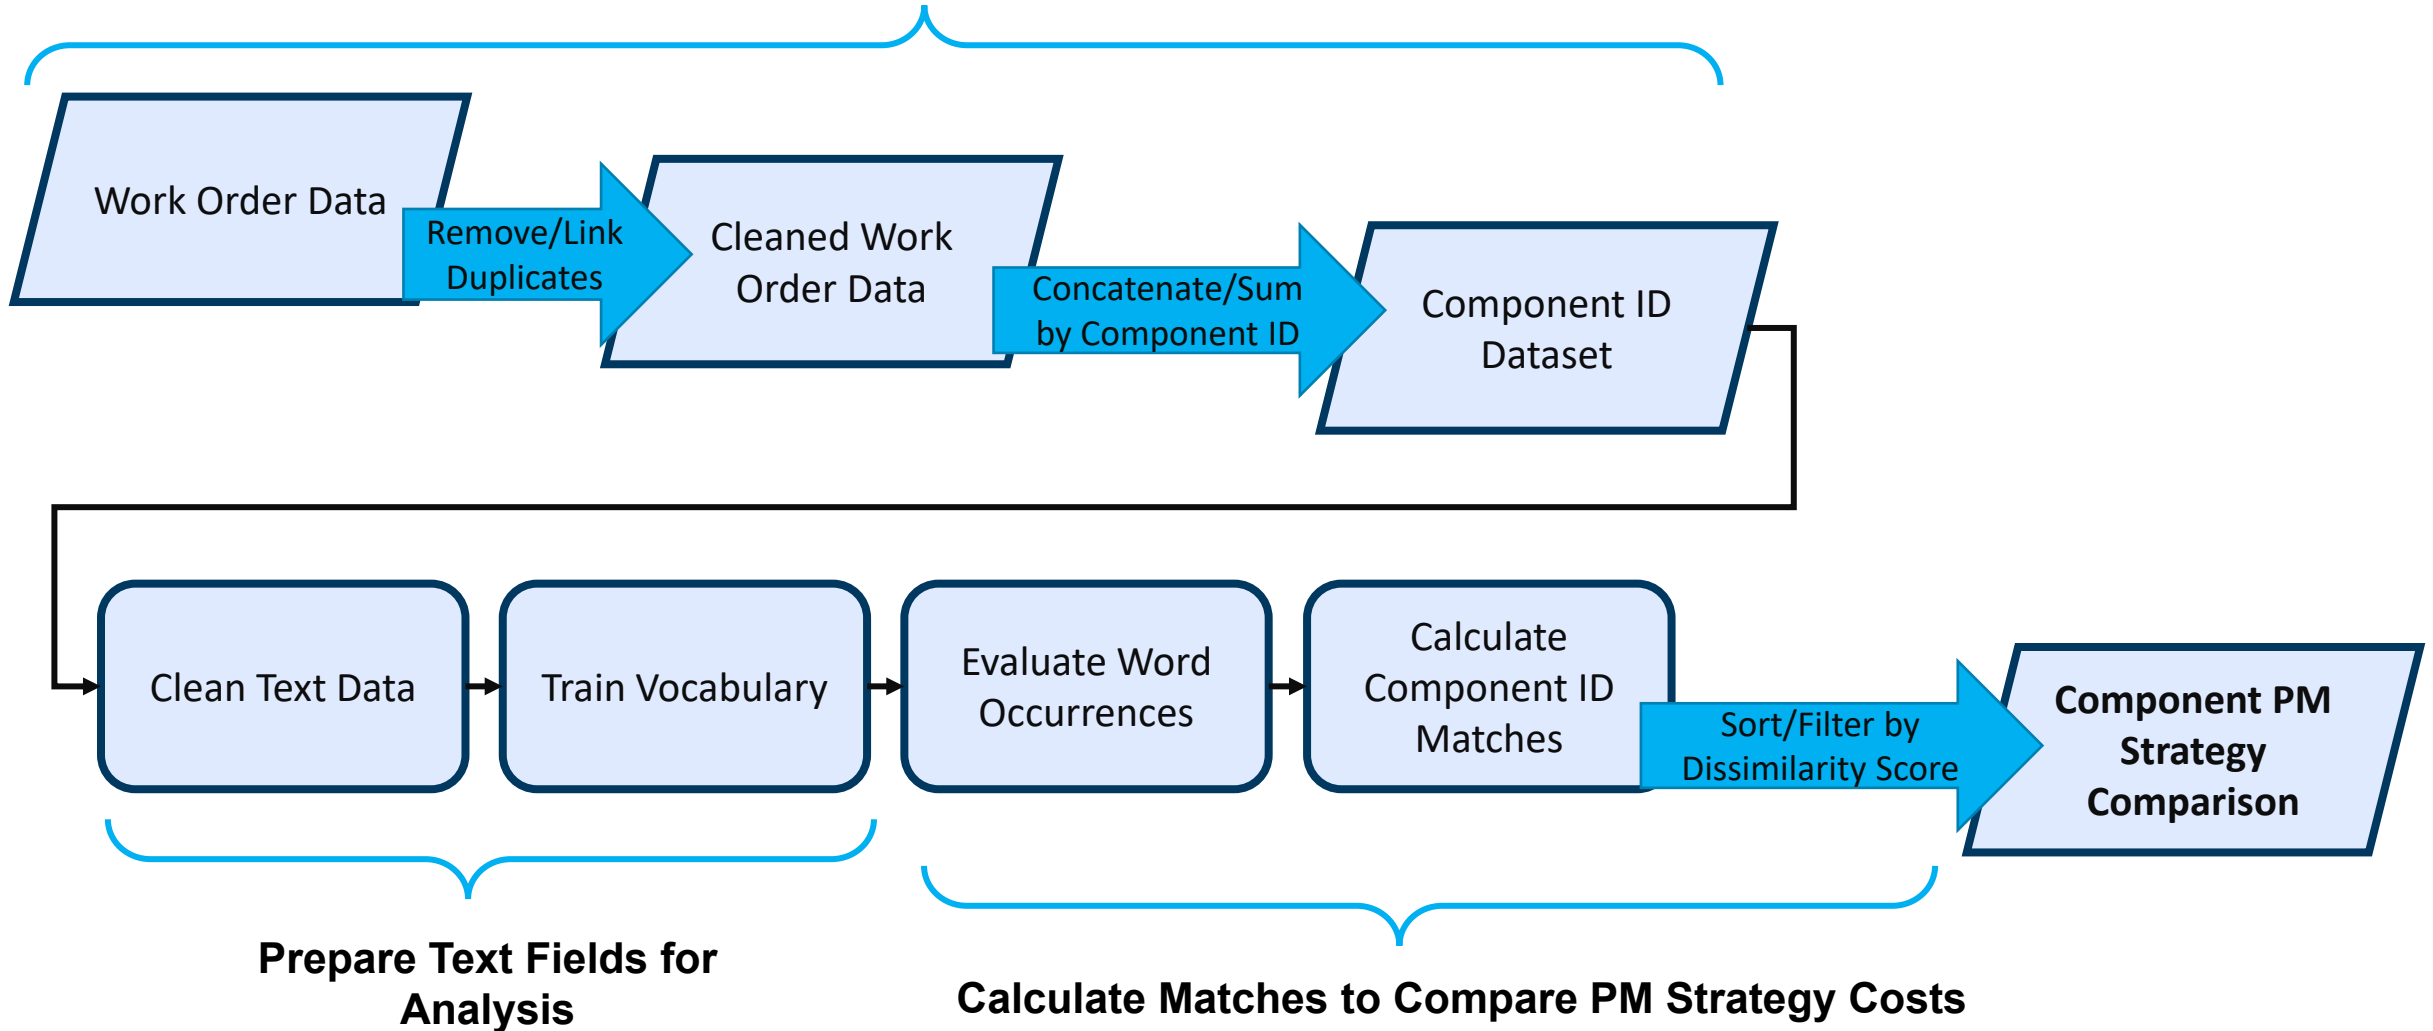 Work Order Data
Remove/Link
Duplicates
Cleaned Work
Order Data
Concatenate/Sum
by Component ID
Component ID
Dataset
Clean Text Data
Train Vocabulary
Evaluate Word
Occurrences
Calculate
Component ID
Matches
Sort/Filter by
Dissimilarity Score
Component PM
Strategy
Comparison
Prepare Text Fields for
Analysis
Calculate Matches to Compare PM Strategy Costs